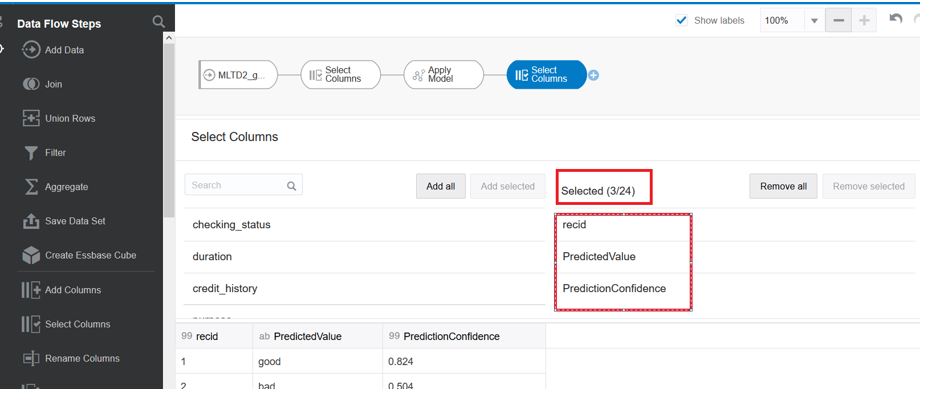 Data Flow Steps
Add Data
Join
Union Rows
Filter
Aggregate
Save Data Set
Create Essbase Cube
Add Columns
Select Columns
Rename Columns
Show labels
100%
MLTD2_g...
Select
Columns
Apply
Model
Select
Columns
Select Columns
Search
Add all
Add selected
Selected (3/24)
Remove all
Remove selected
checking_status
duration
credit_history
recid
PredictedValue
PredictionConfidence
99 recid
ab PredictedValue
99 PredictionConfidence
1
good
0.824
2
bad
0.504